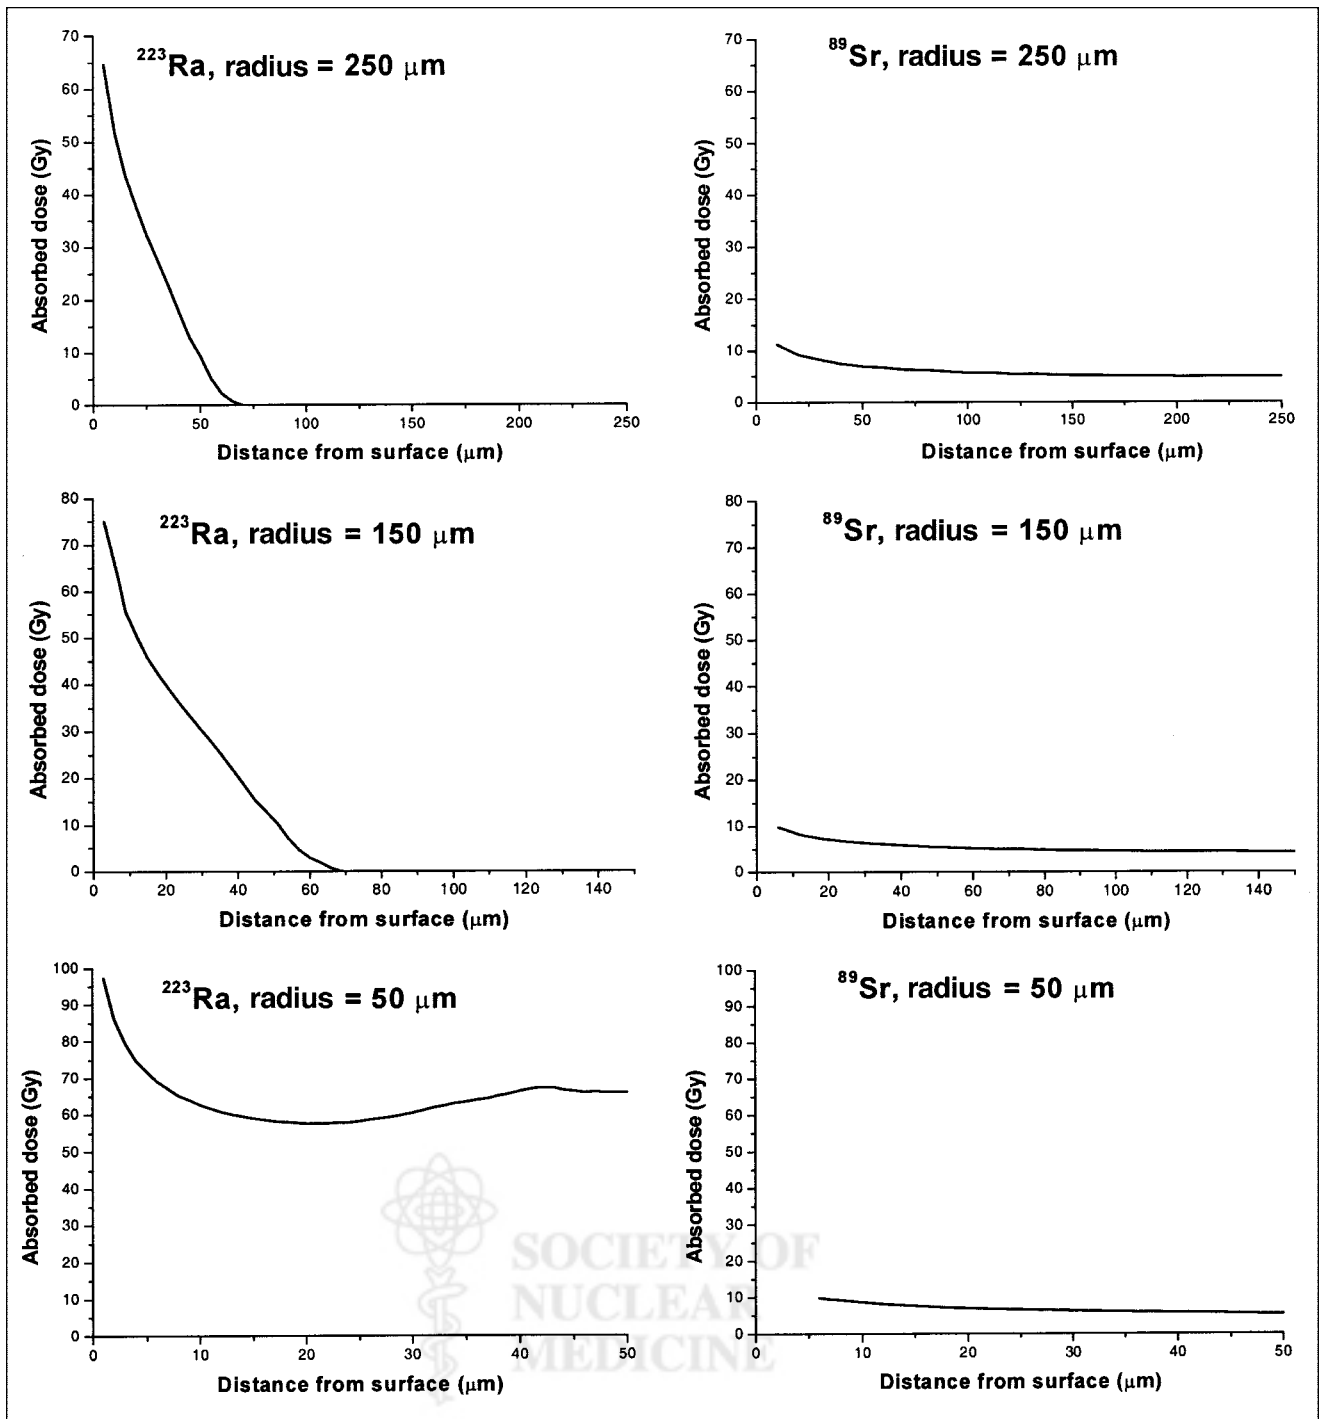 ²²³Ra, radius = 250 μm
Absorbed dose (Gy)
70
60
50
40
30
20
10
0
0 50 100 150 200 250
Distance from surface (μm)
⁸⁹Sr, radius = 250 μm
Absorbed dose (Gy)
70
60
50
40
30
20
10
0
0 50 100 150 200 250
Distance from surface (μm)
²²³Ra, radius = 150 μm
Absorbed dose (Gy)
80
70
60
50
40
30
20
10
0
0 20 40 60 80 100 120 140
Distance from surface (μm)
⁸⁹Sr, radius = 150 μm
Absorbed dose (Gy)
80
70
60
50
40
30
20
10
0
0 20 40 60 80 100 120 140
Distance from surface (μm)
²²³Ra, radius = 50 μm
Absorbed dose (Gy)
100
90
80
70
60
50
40
30
20
10
0
0 10 20 30 40 50
Distance from surface (μm)
⁸⁹Sr, radius = 50 μm
Absorbed dose (Gy)
100
90
80
70
60
50
40
30
20
10
0
0 10 20 30 40 50
Distance from surface (μm)
SOCIETY OF
NUCLEAR
MEDICINE